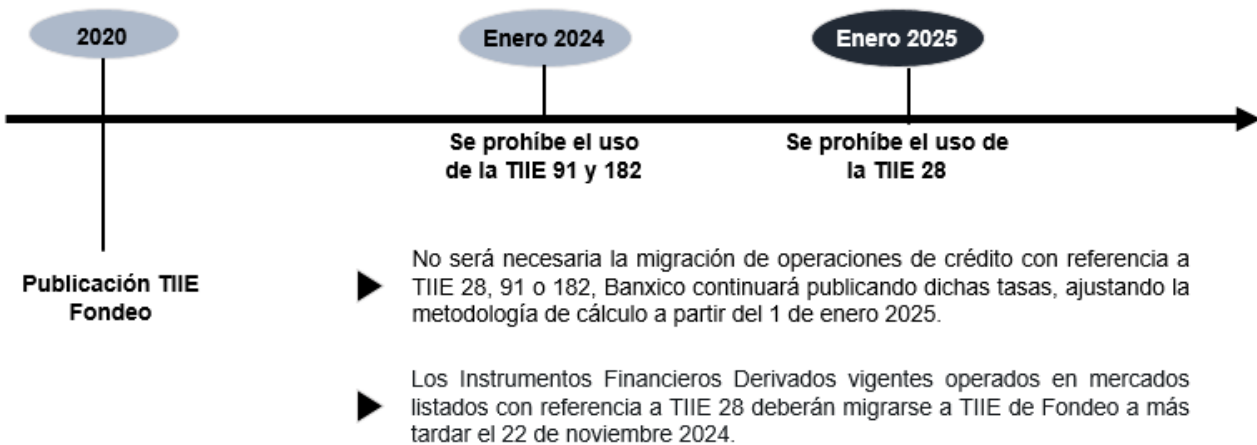 2020
Enero 2024
Enero 2025
Se prohíbe el uso
de la TIIE 91 y 182
Se prohíbe el uso de
la TIIE 28
Publicación TIIE
Fondeo
No será necesaria la migración de operaciones de crédito con referencia a
TIIE 28, 91 o 182, Banxico continuará publicando dichas tasas, ajustando la
metodología de cálculo a partir del 1 de enero 2025.
Los Instrumentos Financieros Derivados vigentes operados en mercados
listados con referencia a TIIE 28 deberán migrarse a TIIE de Fondeo a más
tardar el 22 de noviembre 2024.